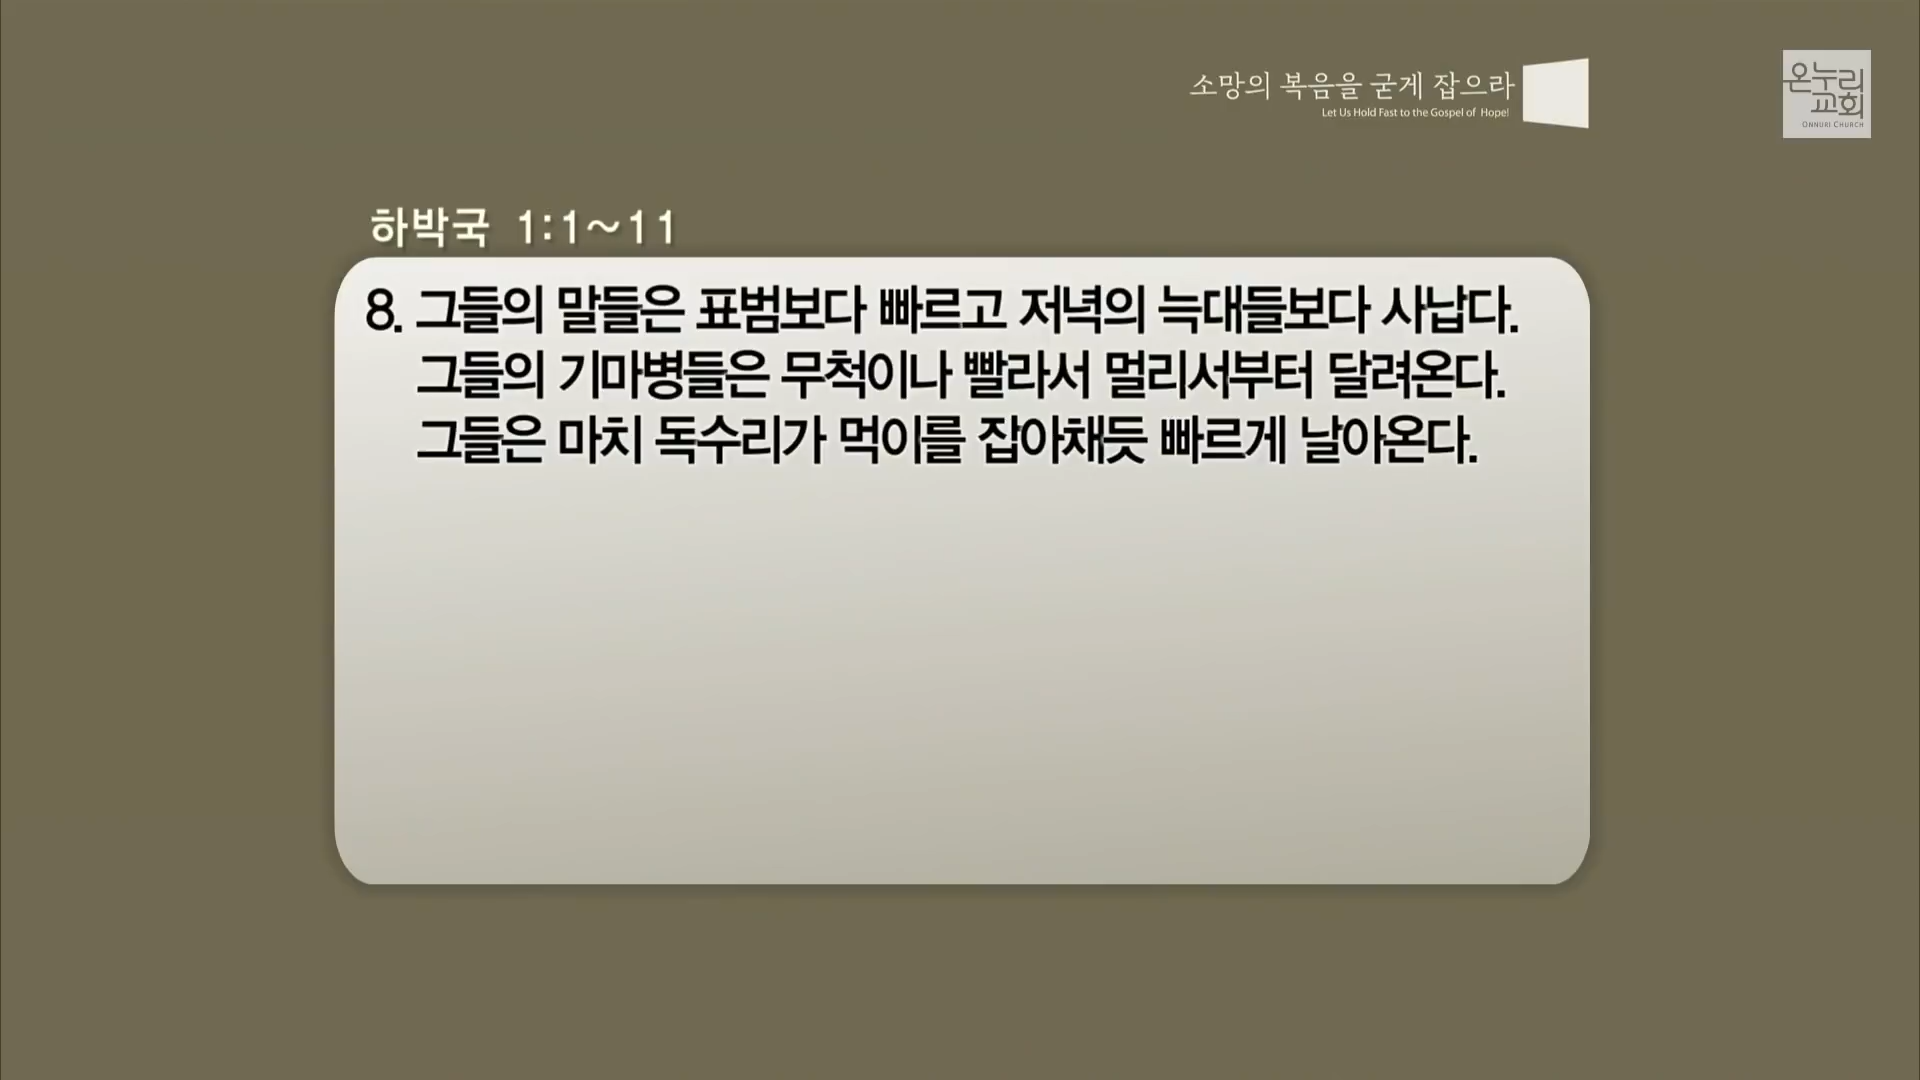 소망의 복음을 굳게 잡으라
Let Us Hold Fast to the Gospel of Hope!
온누리
교회
ONNURI CHURCH
하박국 1:1~11
8. 그들의 말들은 표범보다 빠르고 저녁의 늑대들보다 사납다.
그들의 기마병들은 무척이나 빨라서 멀리서부터 달려온다.
그들은 마치 독수리가 먹이를 잡아채듯 빠르게 날아온다.